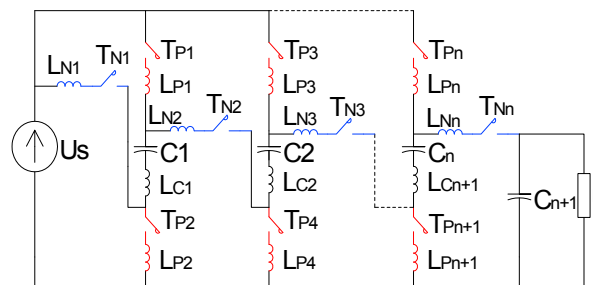 TP1 TP3 TPn
LN1 TN1 LP1 LP3 LPn
LN2 TN2 LN3 TN3 LNn TNn
Us C1 C2 Cn
LC1 LC2 LCn+1 Cn+1
TP2 TP4 TPn+1
LP2 LP4 LPn+1